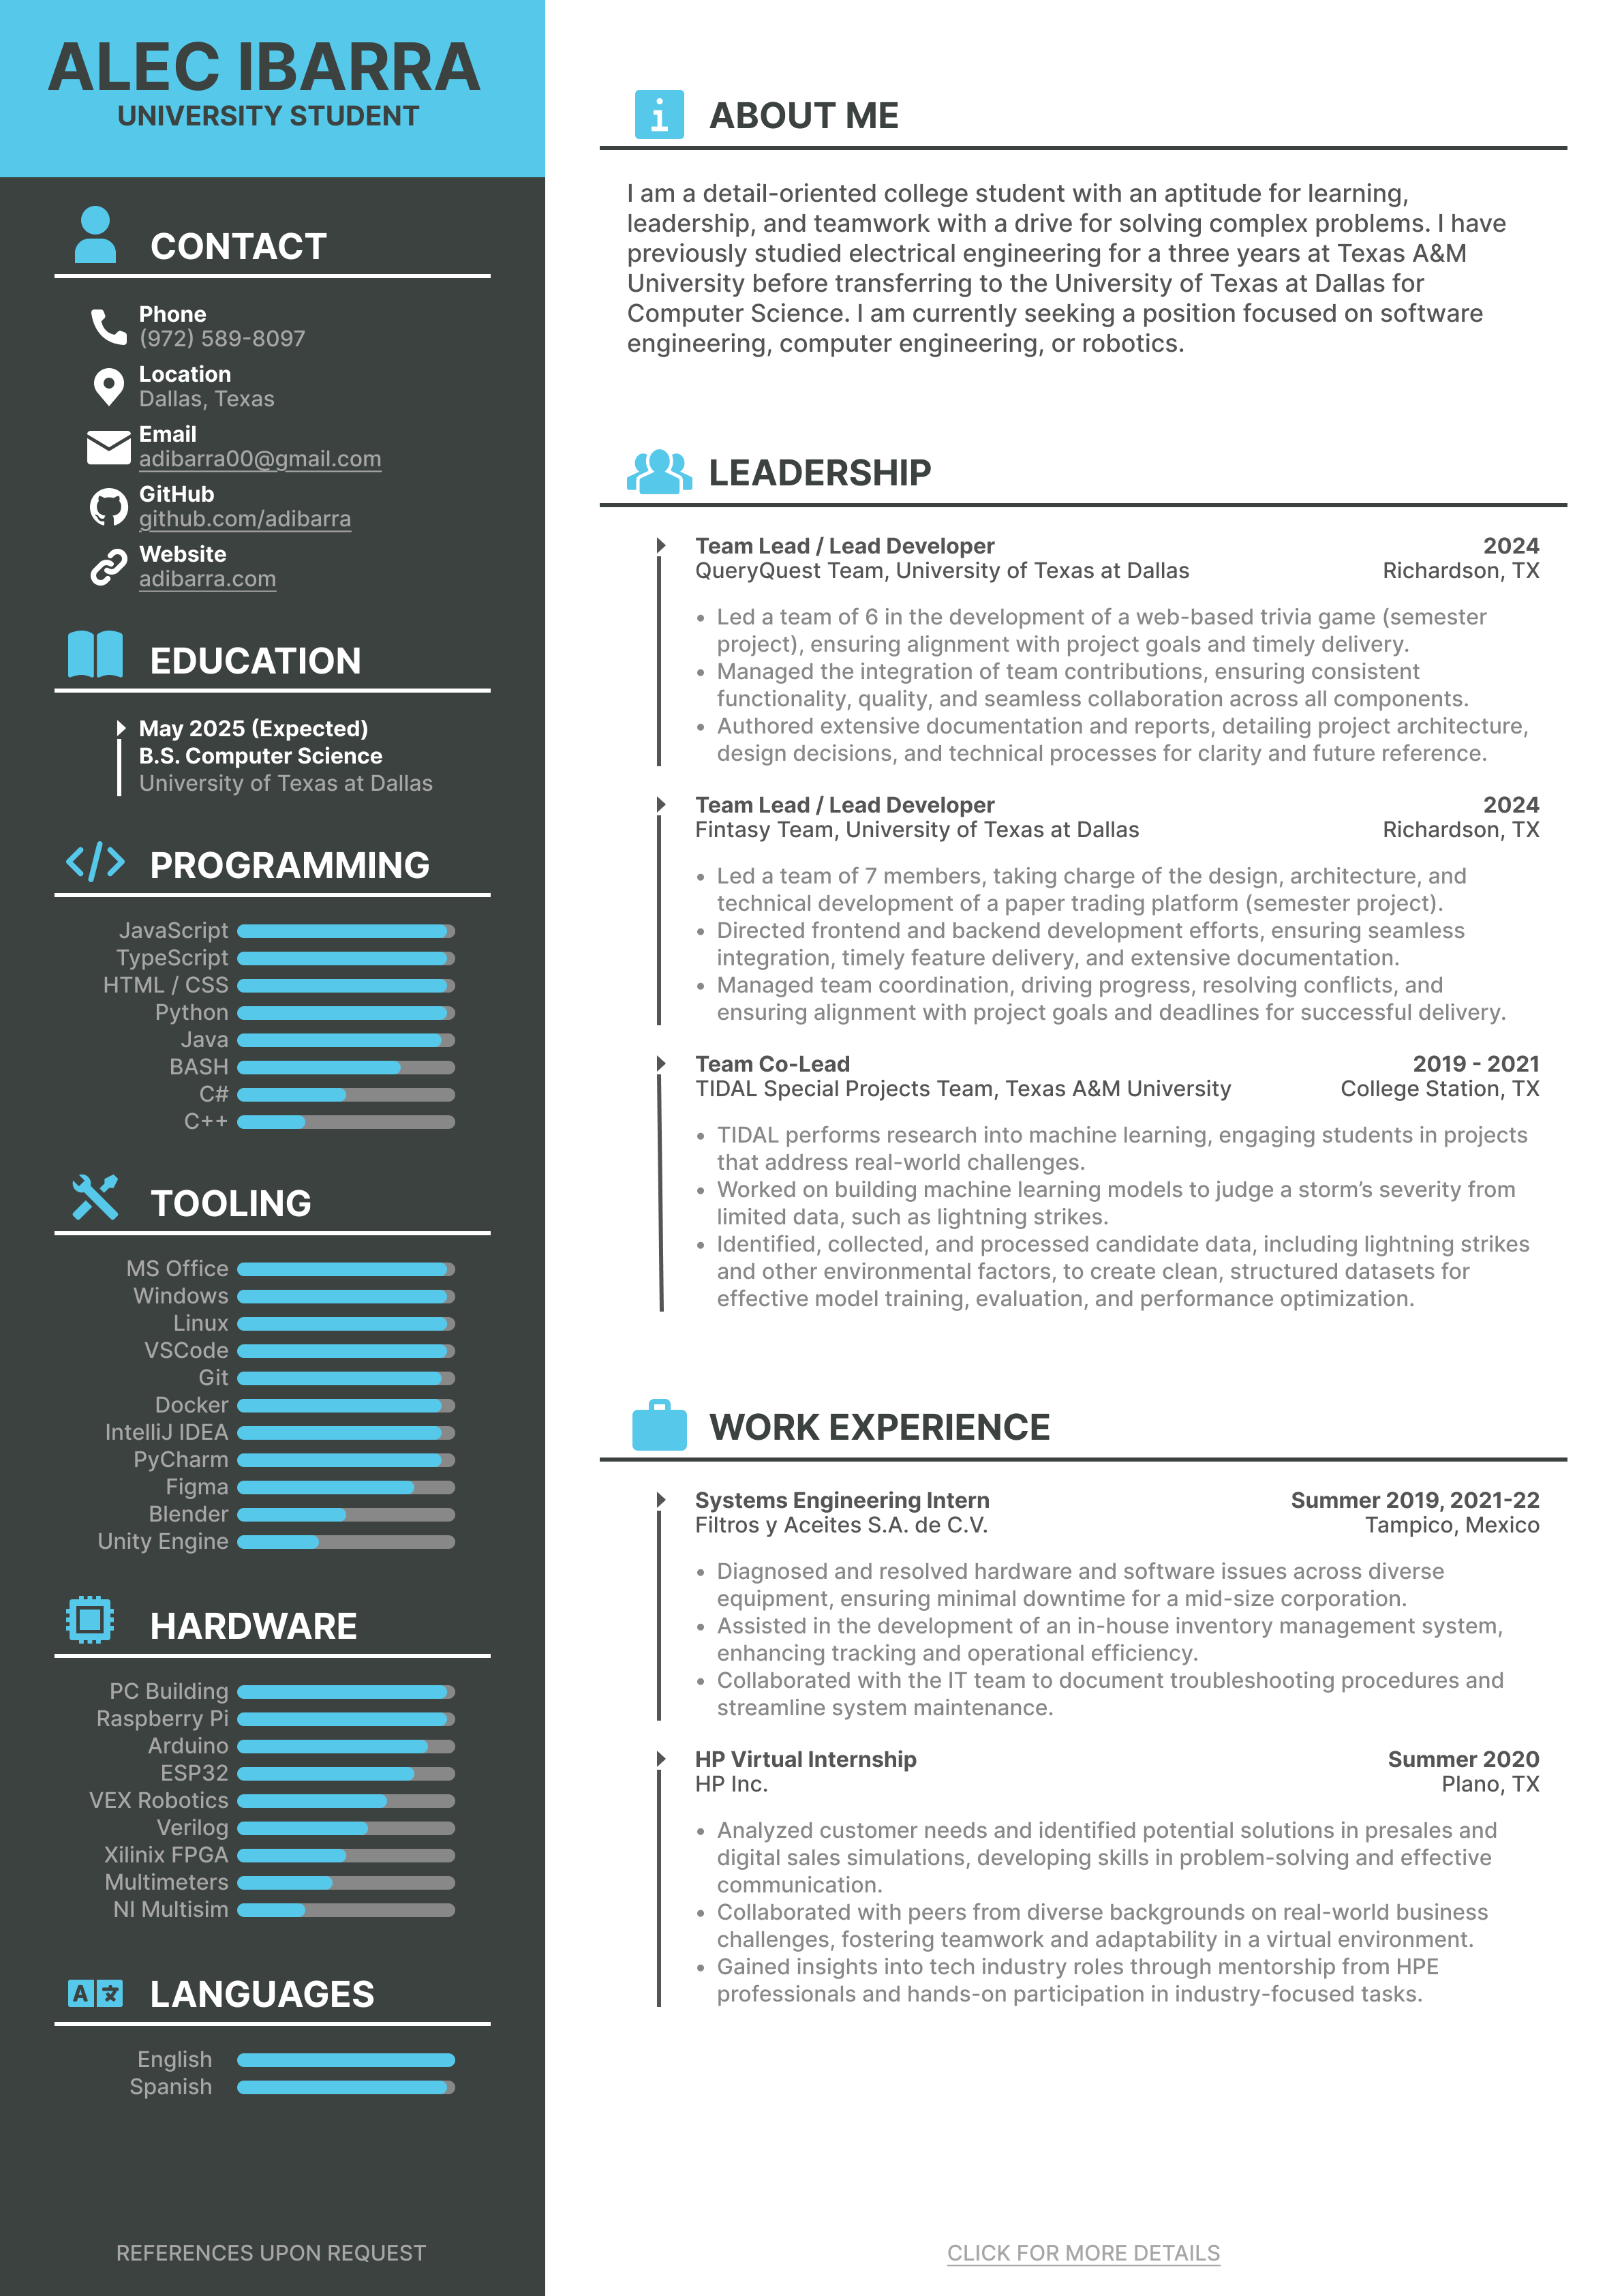 ALEC IBARRA
UNIVERSITY STUDENT
CONTACT
Phone
(972) 589-8097
Location
Dallas, Texas
Email
adibarra00@gmail.com
GitHub
github.com/adibarra
Website
adibarra.com
EDUCATION
May 2025 (Expected)
B.S. Computer Science
University of Texas at Dallas
PROGRAMMING
JavaScript
TypeScript
HTML / CSS
Python
Java
BASH
C#
C++
TOOLING
MS Office
Windows
Linux
VSCode
Git
Docker
IntelliJ IDEA
PyCharm
Figma
Blender
Unity Engine
HARDWARE
PC Building
Raspberry Pi
Arduino
ESP32
VEX Robotics
Verilog
Xilinix FPGA
Multimeters
NI Multisim
A文 LANGUAGES
English
Spanish
REFERENCES UPON REQUEST
i ABOUT ME
I am a detail-oriented college student with an aptitude for learning,
leadership, and teamwork with a drive for solving complex problems. I have
previously studied electrical engineering for a three years at Texas A&M
University before transferring to the University of Texas at Dallas for
Computer Science. I am currently seeking a position focused on software
engineering, computer engineering, or robotics.
LEADERSHIP
Team Lead / Lead Developer 2024
QueryQuest Team, University of Texas at Dallas Richardson, TX
• Led a team of 6 in the development of a web-based trivia game (semester
project), ensuring alignment with project goals and timely delivery.
• Managed the integration of team contributions, ensuring consistent
functionality, quality, and seamless collaboration across all components.
• Authored extensive documentation and reports, detailing project architecture,
design decisions, and technical processes for clarity and future reference.
Team Lead / Lead Developer 2024
Fintasy Team, University of Texas at Dallas Richardson, TX
• Led a team of 7 members, taking charge of the design, architecture, and
technical development of a paper trading platform (semester project).
• Directed frontend and backend development efforts, ensuring seamless
integration, timely feature delivery, and extensive documentation.
• Managed team coordination, driving progress, resolving conflicts, and
ensuring alignment with project goals and deadlines for successful delivery.
Team Co-Lead 2019 - 2021
TIDAL Special Projects Team, Texas A&M University College Station, TX
• TIDAL performs research into machine learning, engaging students in projects
that address real-world challenges.
• Worked on building machine learning models to judge a storm’s severity from
limited data, such as lightning strikes.
• Identified, collected, and processed candidate data, including lightning strikes
and other environmental factors, to create clean, structured datasets for
effective model training, evaluation, and performance optimization.
WORK EXPERIENCE
Systems Engineering Intern Summer 2019, 2021-22
Filtros y Aceites S.A. de C.V. Tampico, Mexico
• Diagnosed and resolved hardware and software issues across diverse
equipment, ensuring minimal downtime for a mid-size corporation.
• Assisted in the development of an in-house inventory management system,
enhancing tracking and operational efficiency.
• Collaborated with the IT team to document troubleshooting procedures and
streamline system maintenance.
HP Virtual Internship Summer 2020
HP Inc. Plano, TX
• Analyzed customer needs and identified potential solutions in presales and
digital sales simulations, developing skills in problem-solving and effective
communication.
• Collaborated with peers from diverse backgrounds on real-world business
challenges, fostering teamwork and adaptability in a virtual environment.
• Gained insights into tech industry roles through mentorship from HPE
professionals and hands-on participation in industry-focused tasks.
CLICK FOR MORE DETAILS